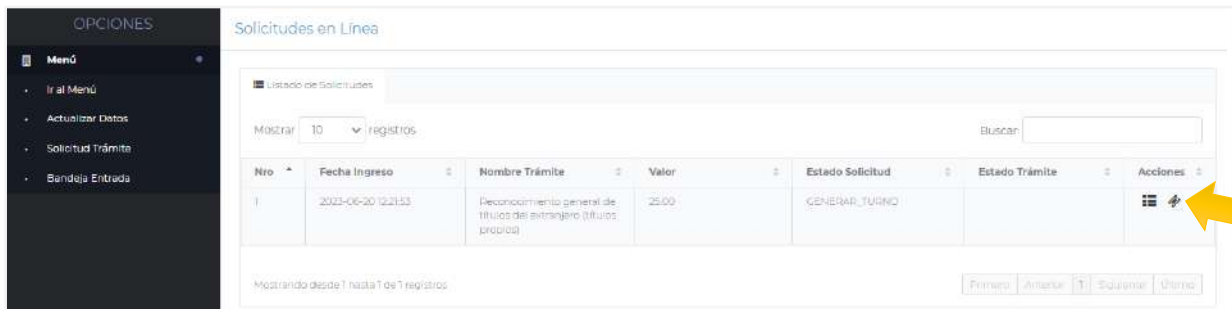 OPCIONES
Solicitudes en Línea
Menú
Ir al Menú
Actualizar Datos
Solicitud Trámite
Bandeja Entrada
Listado de Solicitudes
Mostrar 10 registros
Buscar:
Nro Fecha Ingreso Nombre Trámite Valor Estado Solicitud Estado Trámite Acciones
1 2023-06-20 12:21:53 Reconocimiento general de 25.00 GENERAR_TURNO
títulos del extranjero (títulos
propios)
Mostrando desde 1 hasta 1 de 1 registros
Primero Anterior 1 Siguiente Último